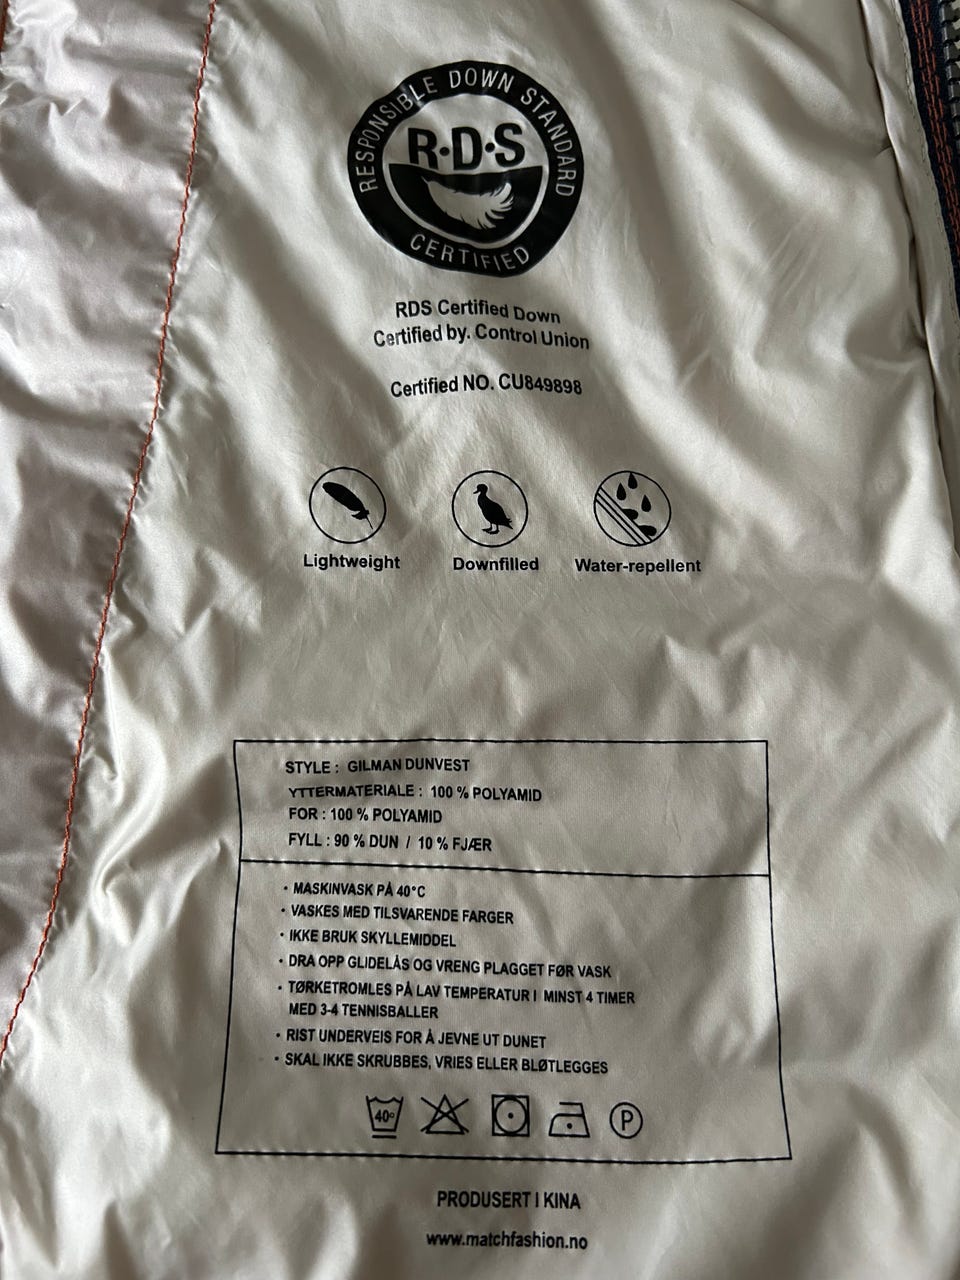 RESPONSIBLE DOWN STANDARD
R·D·S
CERTIFIED
RDS Certified Down
Certified by. Control Union
Certified NO. CU849898
Lightweight Downfilled Water-repellent
STYLE : GILMAN DUNVEST
YTTERMATERIALE : 100 % POLYAMID
FOR : 100 % POLYAMID
FYLL : 90 % DUN / 10 % FJÆR
· MASKINVASK PÅ 40°C
· VASKES MED TILSVARENDE FARGER
· IKKE BRUK SKYLLEMIDDEL
· DRA OPP GLIDELÅS OG VRENG PLAGGET FØR VASK
· TØRKETROMLES PÅ LAV TEMPERATUR I MINST 4 TIMER
MED 3-4 TENNISBALLER
· RIST UNDERVEIS FOR Å JEVNE UT DUNET
· SKAL IKKE SKRUBBES, VRIES ELLER BLØTLEGGES
40° P
PRODUSERT I KINA
www.matchfashion.no